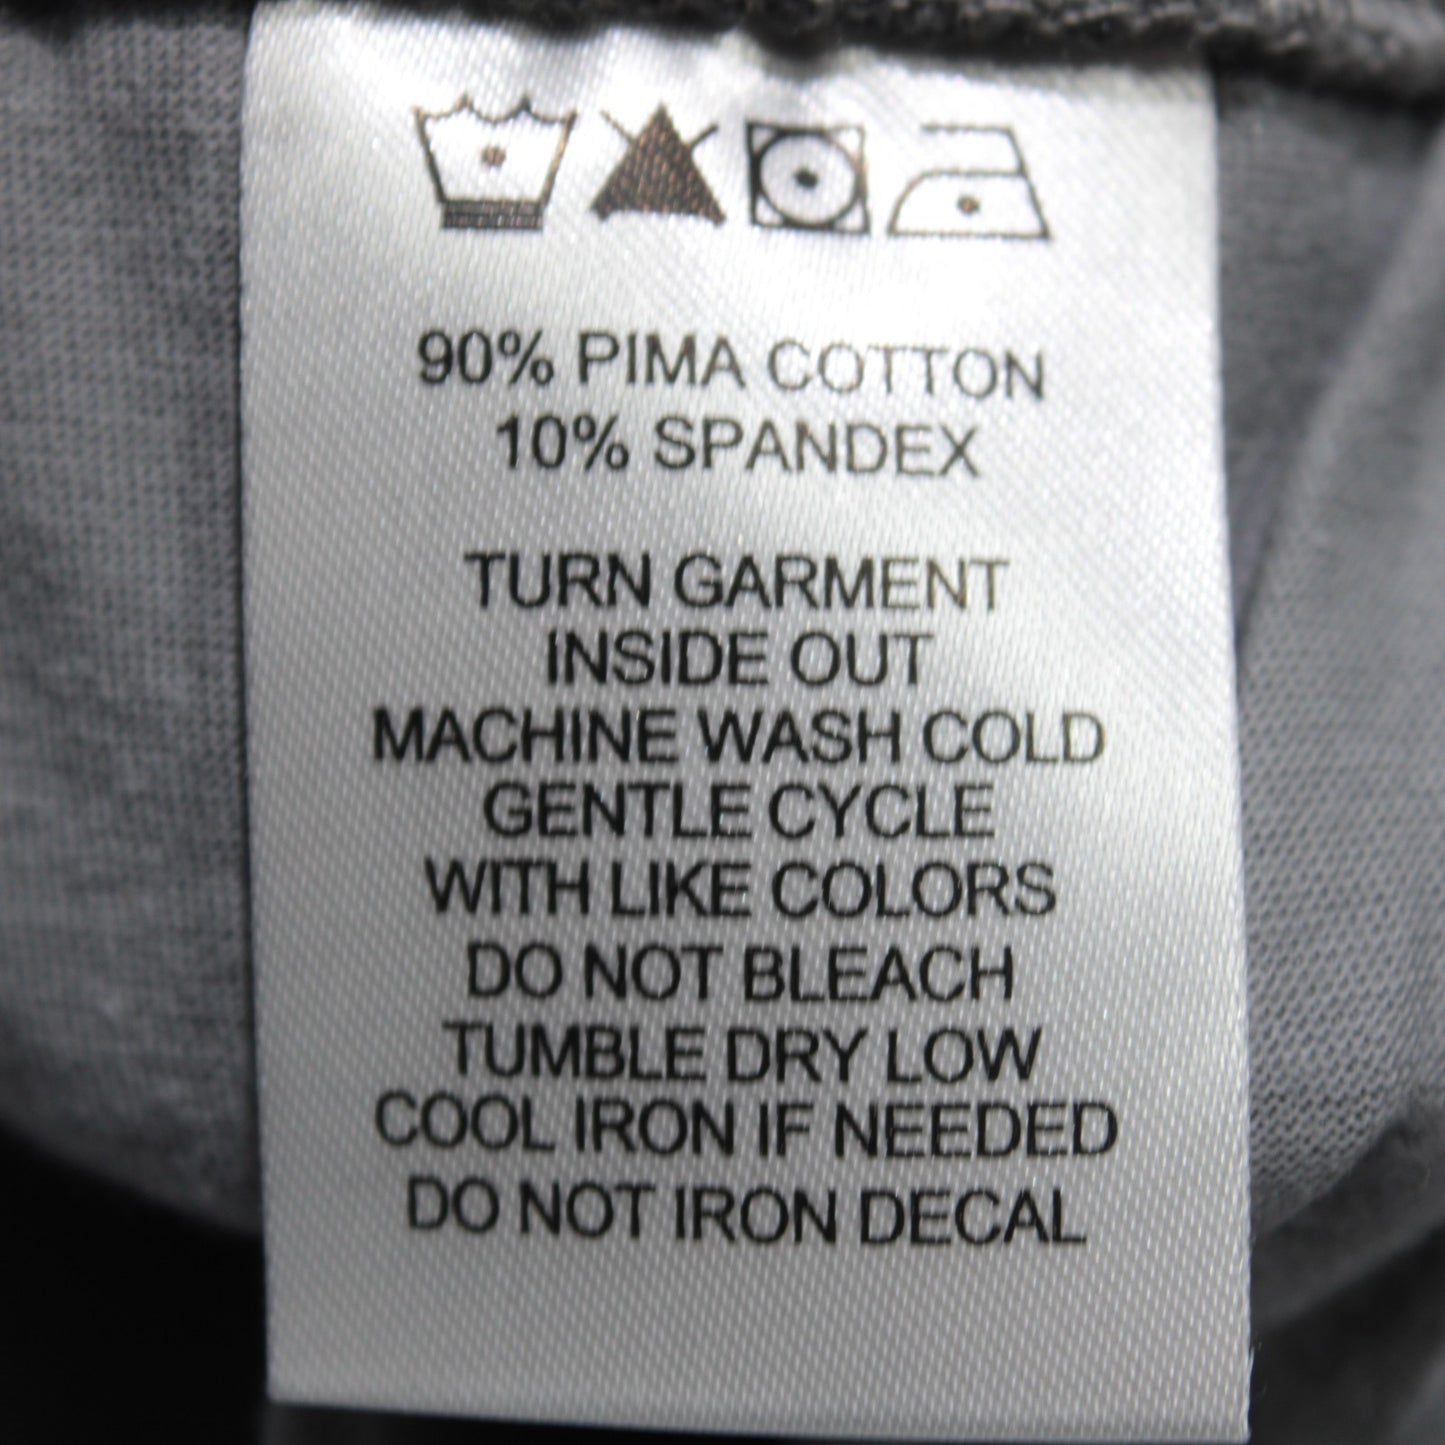 90% PIMA COTTON
10% SPANDEX
TURN GARMENT
INSIDE OUT
MACHINE WASH COLD
GENTLE CYCLE
WITH LIKE COLORS
DO NOT BLEACH
TUMBLE DRY LOW
COOL IRON IF NEEDED
DO NOT IRON DECAL